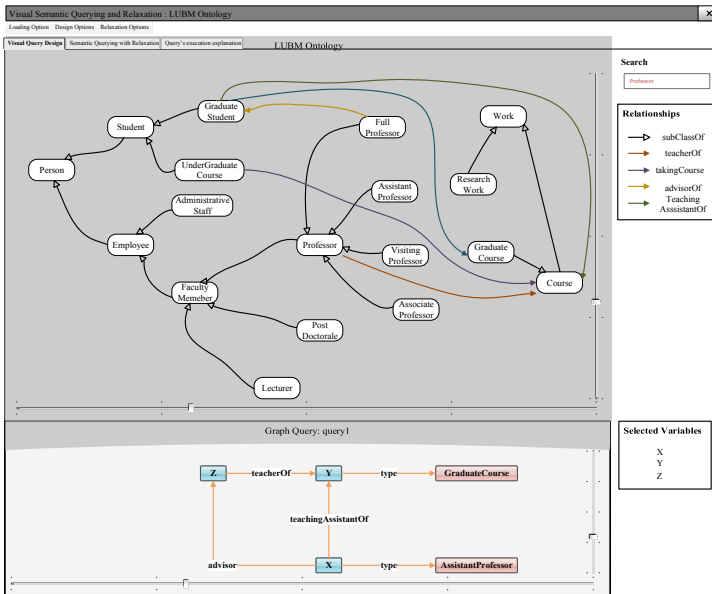 Visual Semantic Querying and Relaxation : LUBM Ontology
Loading Option Design Options Relaxation Options
Visual Query Design Semantic Querying with Relaxation Query's execution explanation
LUBM Ontology
Search
Professor
Relationships
subClassOf
teacherOf
takingCourse
advisorOf
Teaching
AsssistantOf
Graduate
Student
Student
Full
Professor
Work
Person
UnderGraduate
Course
Research
Work
Assistant
Professor
Administrative
Staff
Employee
Professor
Visiting
Professor
Graduate
Course
Course
Faculty
Memeber
Associate
Professor
Post
Doctorale
Lecturer
Graph Query: query1
Selected Variables
X
Y
Z
Z teacherOf Y type GraduateCourse
teachingAssistantOf
advisor X type AssistantProfessor